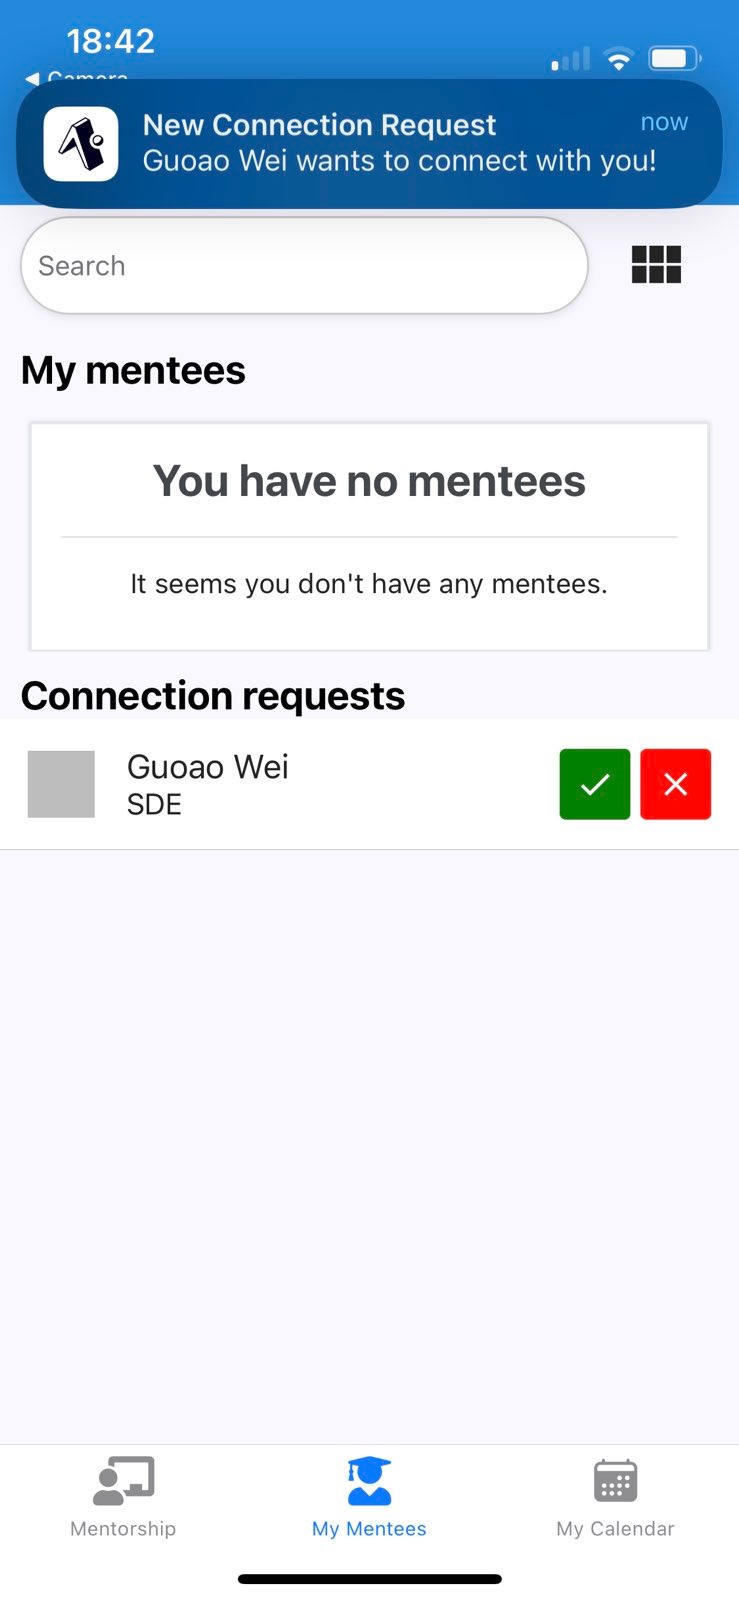 18:42
Camera
New Connection Request
now
Guoao Wei wants to connect with you!
Search
My mentees
You have no mentees
It seems you don't have any mentees.
Connection requests
Guoao Wei
SDE
Mentorship
My Mentees
My Calendar